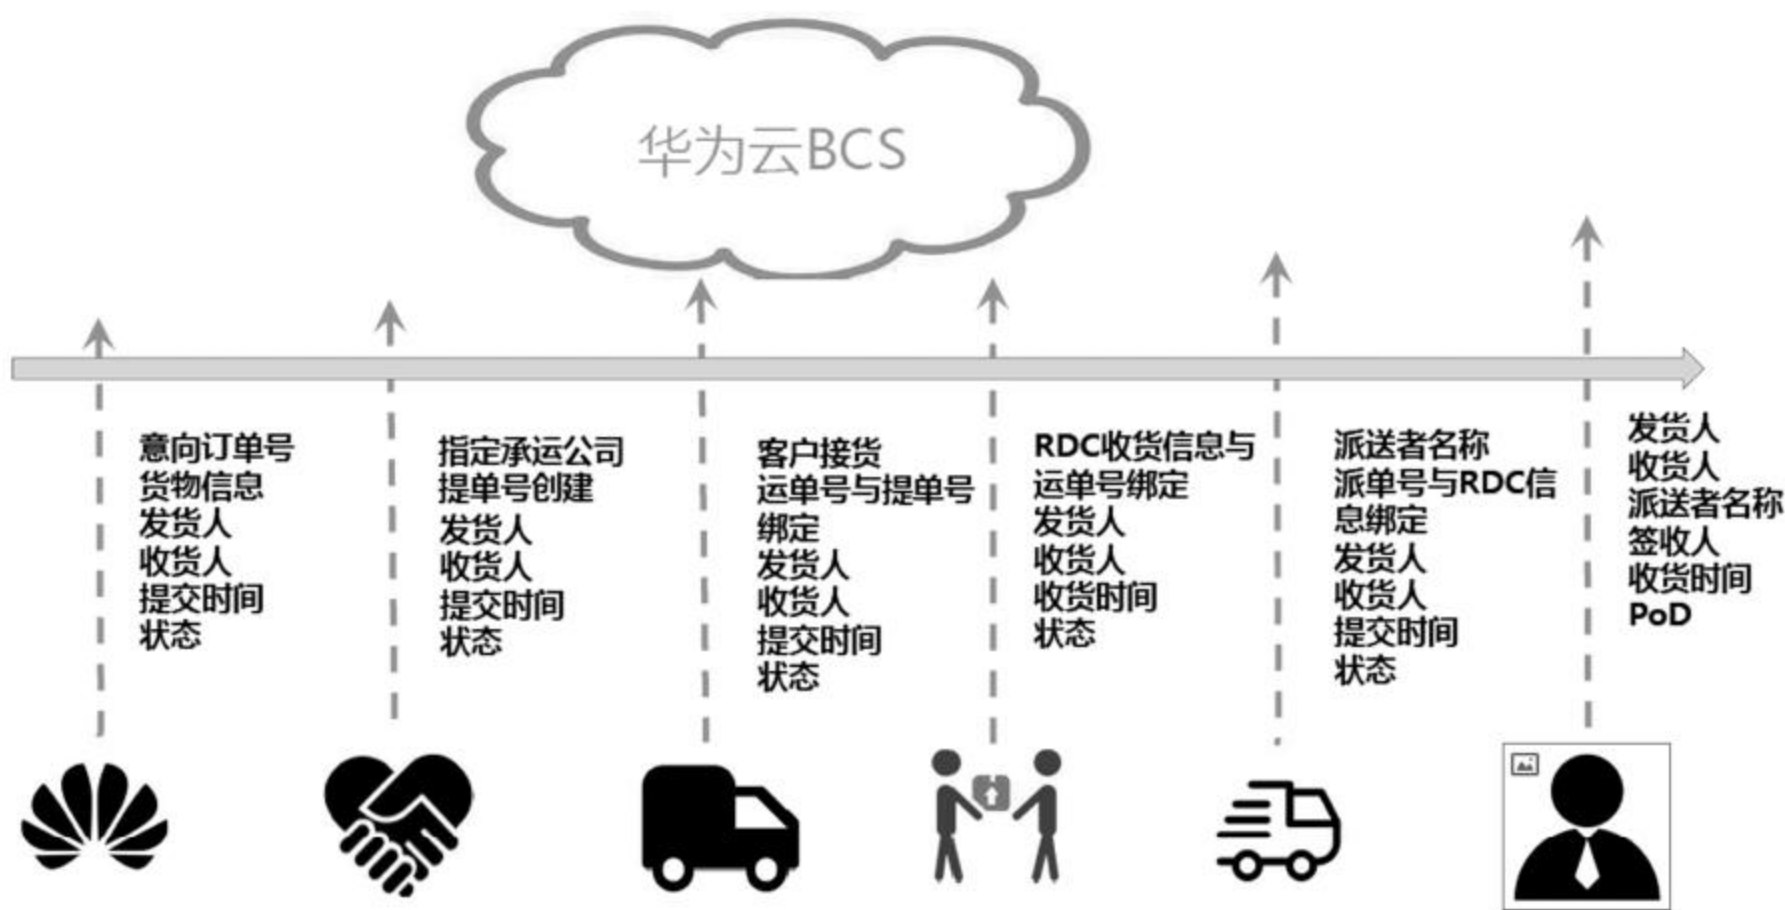 华为云BCS
意向订单号
货物信息
发货人
收货人
提交时间
状态
指定承运公司
提单号创建
发货人
收货人
提交时间
状态
客户接货
运单号与提单号
绑定
发货人
收货人
提交时间
状态
RDC收货信息与
运单号绑定
发货人
收货人
收货时间
状态
派送者名称
派单号与RDC信
息绑定
发货人
收货人
提交时间
状态
发货人
收货人
派送者名称
签收人
收货时间
PoD